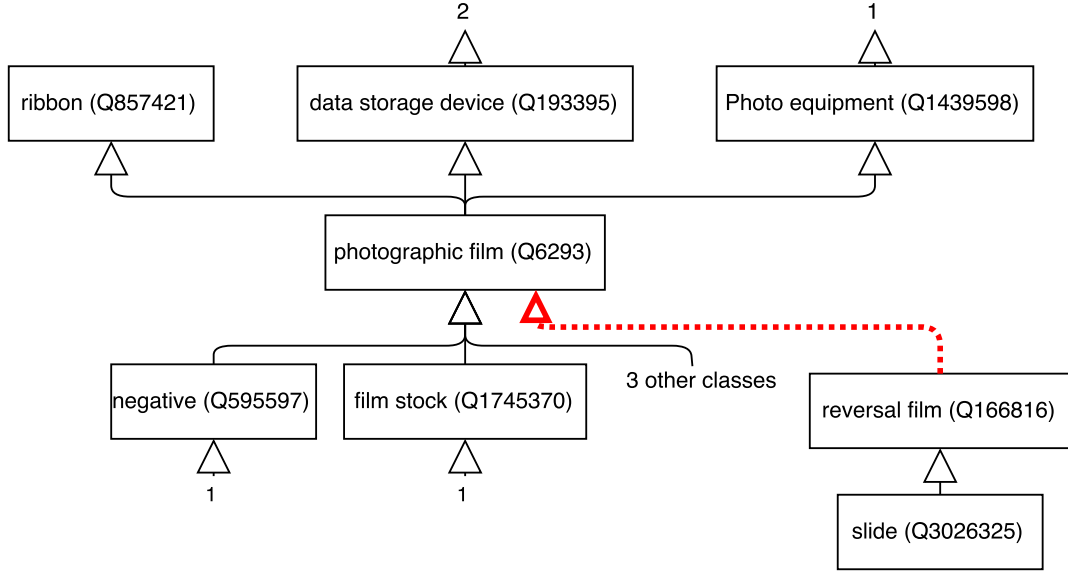 2
1
ribbon (Q857421)
data storage device (Q193395)
Photo equipment (Q1439598)
photographic film (Q6293)
3 other classes
negative (Q595597)
film stock (Q1745370)
reversal film (Q166816)
1
1
slide (Q3026325)